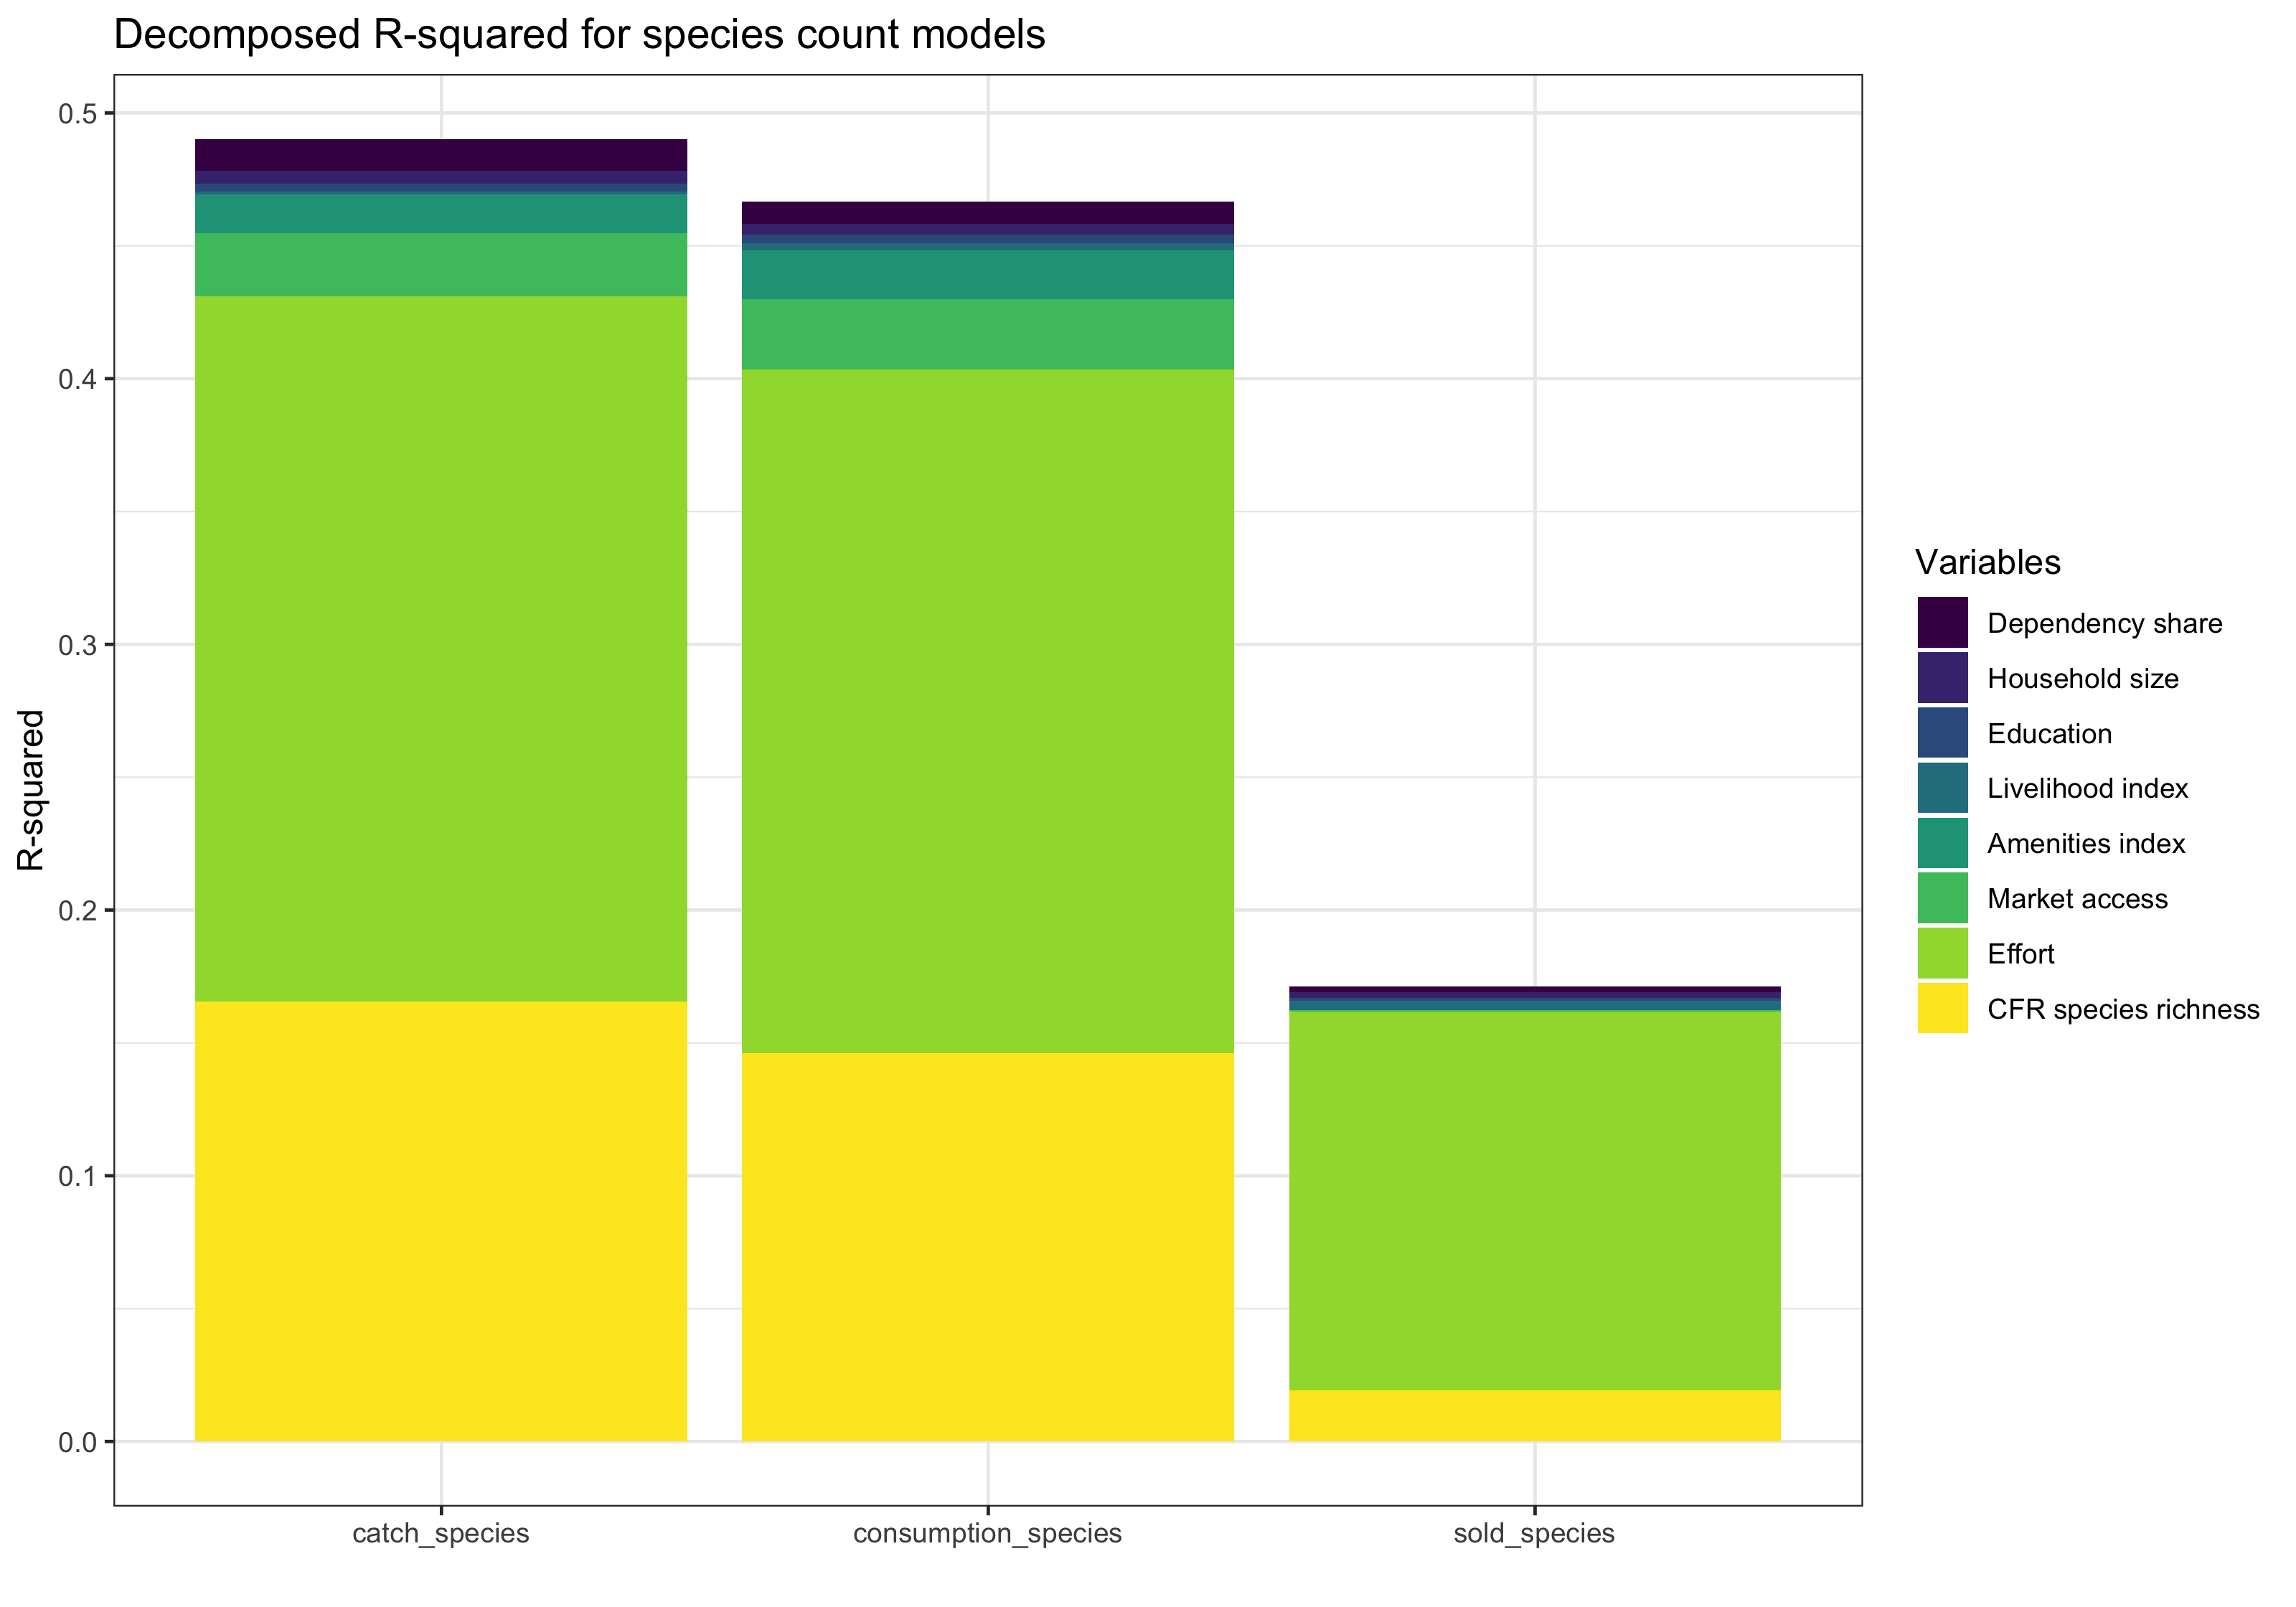 Decomposed R-squared for species count models
0.5
0.4
0.3
0.2
0.1
0.0
R-squared
catch_species
consumption_species
sold_species
Variables
Dependency share
Household size
Education
Livelihood index
Amenities index
Market access
Effort
CFR species richness